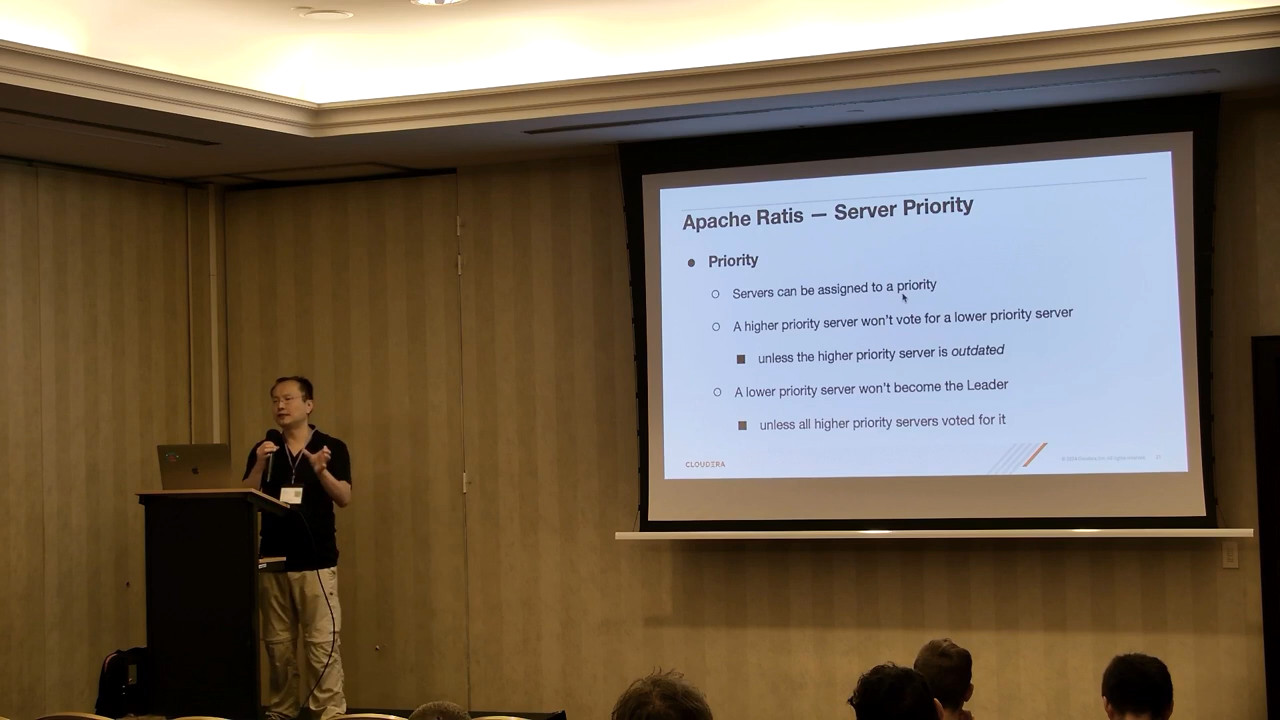 Apache Ratis — Server Priority
Priority
Servers can be assigned to a priority
A higher priority server won't vote for a lower priority server
unless the higher priority server is outdated
A lower priority server won't become the Leader
unless all higher priority servers voted for it
CLOUDERA